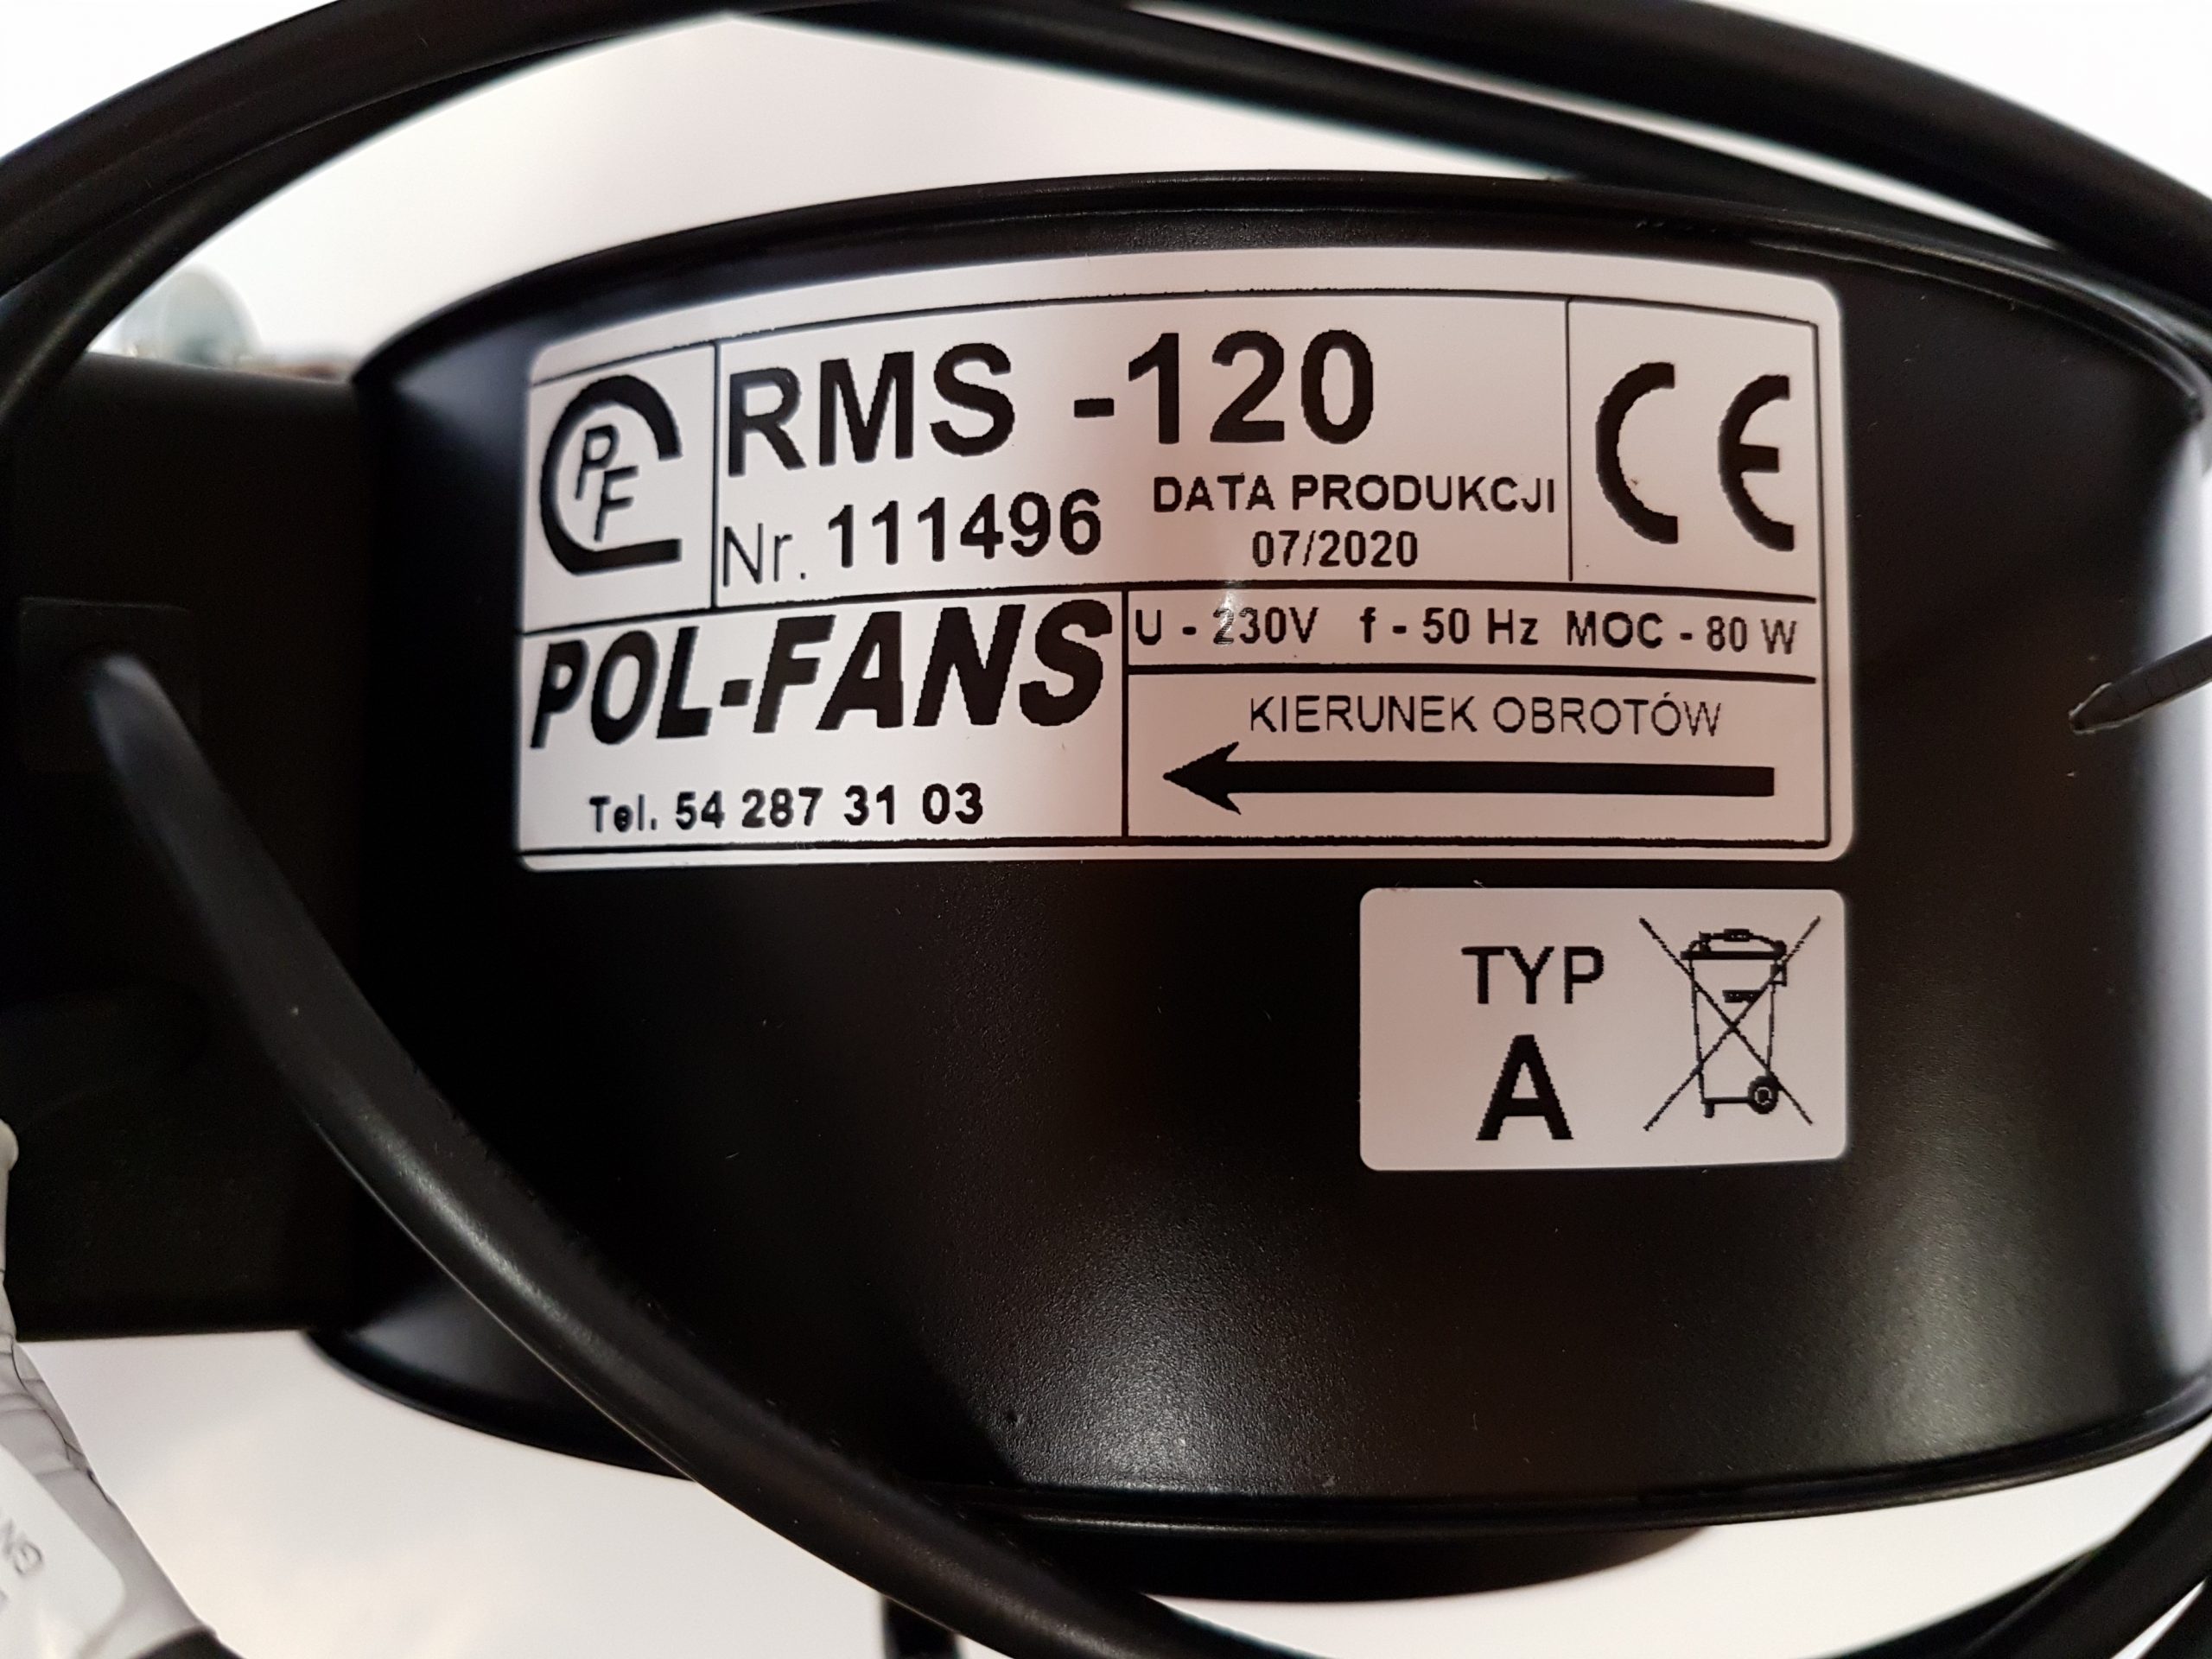 PF
RMS -120
Nr. 111496
DATA PRODUKCJI
07/2020
CE
POL-FANS
Tel. 54 287 31 03
U - 230V f - 50 Hz MOC - 80 W
KIERUNEK OBROTÓW
TYP
A